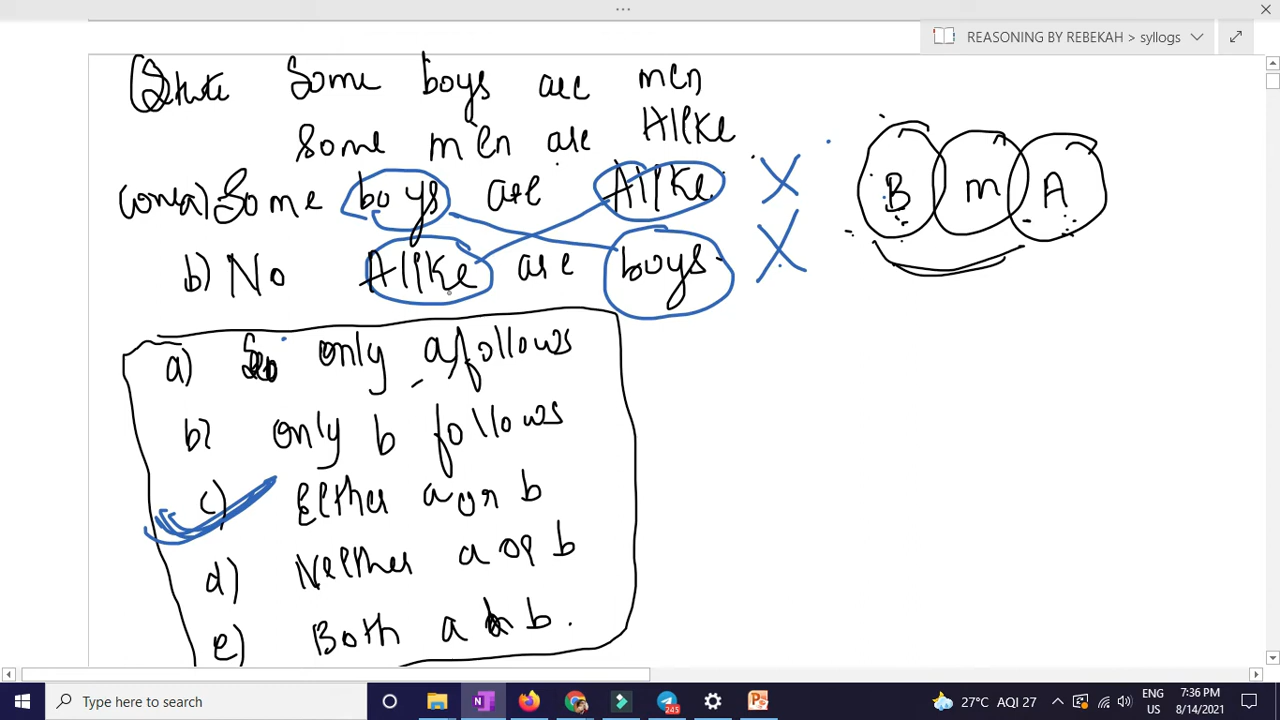 REASONING BY REBEKAH > syllogs
State Some boys are men
Some men are Alike
a) Some boys are Alike X
b) No Alike are boys X
B m A
a) only a follows
b) only b follows
c) Either a or b
d) Neither a or b
e) Both a b.
Type here to search
245
27°C AQI 27
ENG
US
7:36 PM
8/14/2021